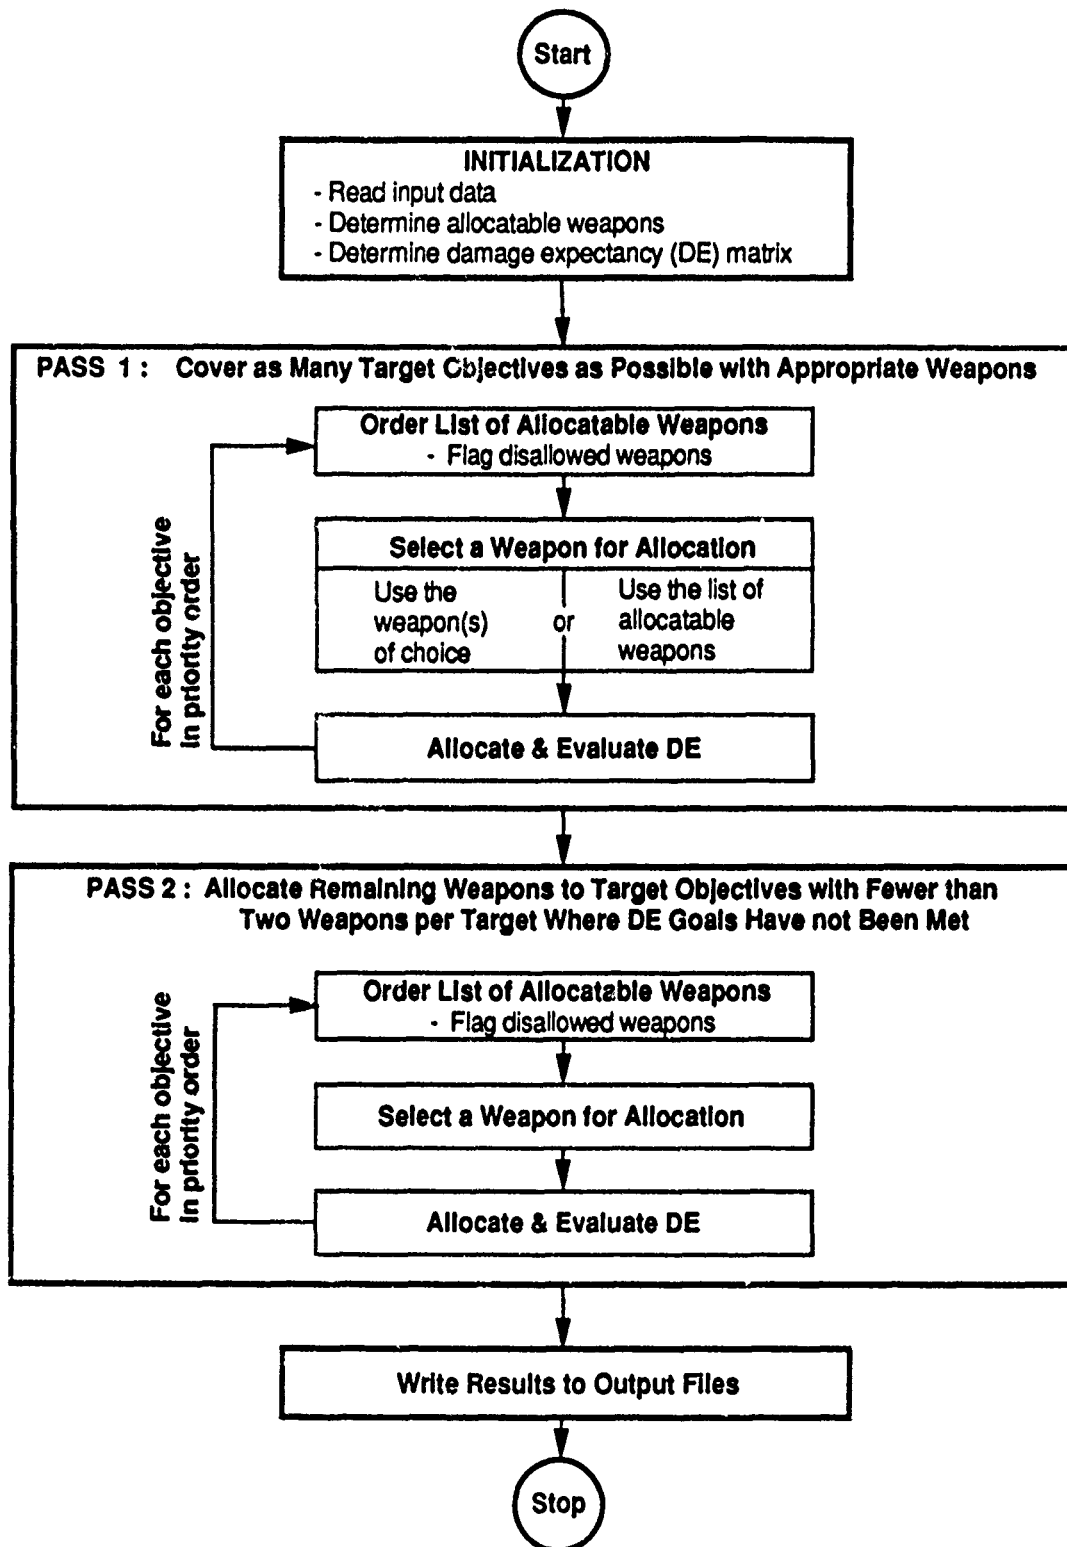 Start
INITIALIZATION
- Read input data
- Determine allocatable weapons
- Determine damage expectancy (DE) matrix
PASS 1 : Cover as Many Target Objectives as Possible with Appropriate Weapons
Order List of Allocatable Weapons
- Flag disallowed weapons
Select a Weapon for Allocation
Use the
weapon(s)
of choice
or
Use the list of
allocatable
weapons
Allocate & Evaluate DE
For each objective
in priority order
PASS 2 : Allocate Remaining Weapons to Target Objectives with Fewer than
Two Weapons per Target Where DE Goals Have not Been Met
Order List of Allocatable Weapons
- Flag disallowed weapons
Select a Weapon for Allocation
Allocate & Evaluate DE
For each objective
in priority order
Write Results to Output Files
Stop